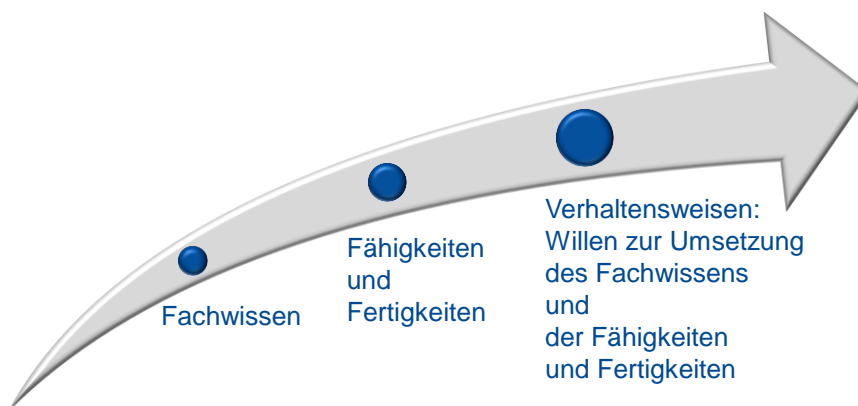 Fachwissen
Fähigkeiten
und
Fertigkeiten
Verhaltensweisen:
Willen zur Umsetzung
des Fachwissens
und
der Fähigkeiten
und Fertigkeiten